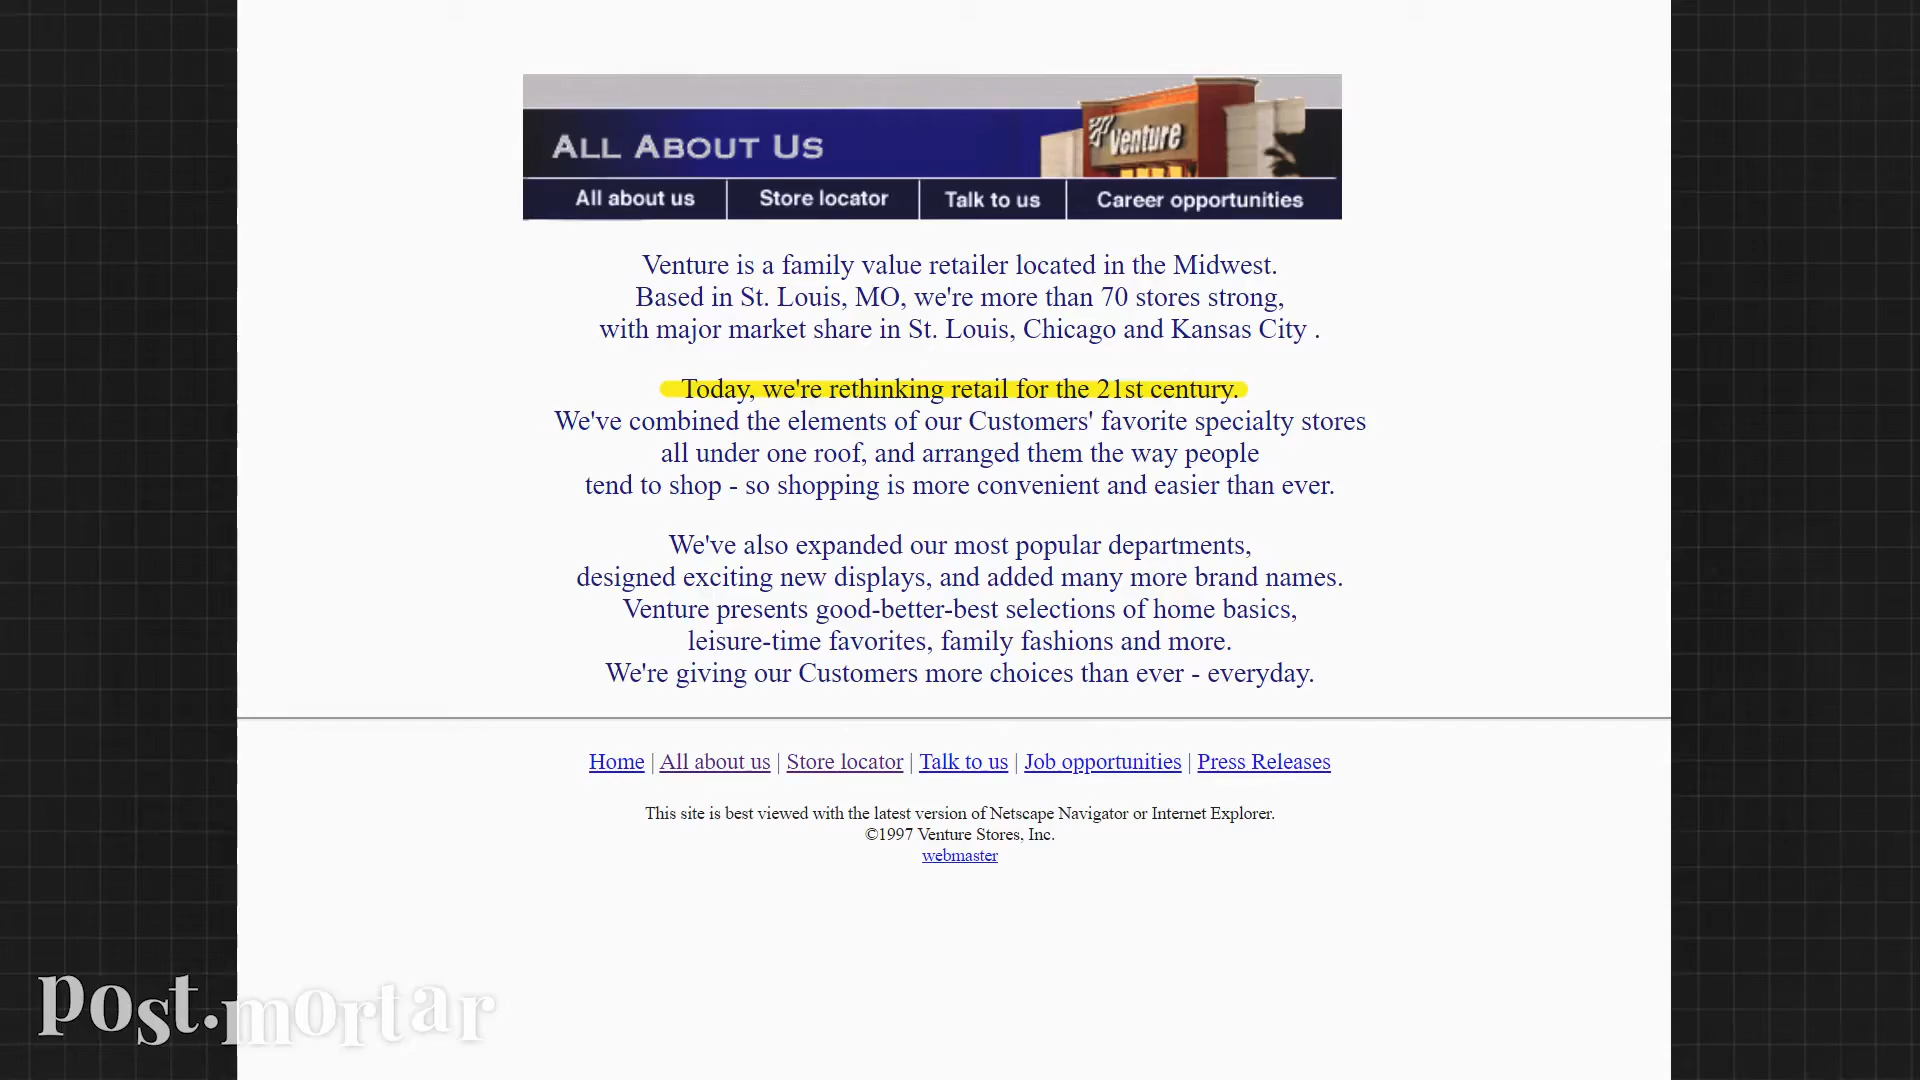 ALL ABOUT US
Venture
All about us
Store locator
Talk to us
Career opportunities
Venture is a family value retailer located in the Midwest.
Based in St. Louis, MO, we're more than 70 stores strong,
with major market share in St. Louis, Chicago and Kansas City .
Today, we're rethinking retail for the 21st century.
We've combined the elements of our Customers' favorite specialty stores
all under one roof, and arranged them the way people
tend to shop - so shopping is more convenient and easier than ever.
We've also expanded our most popular departments,
designed exciting new displays, and added many more brand names.
Venture presents good-better-best selections of home basics,
leisure-time favorites, family fashions and more.
We're giving our Customers more choices than ever - everyday.
Home | All about us | Store locator | Talk to us | Job opportunities | Press Releases
This site is best viewed with the latest version of Netscape Navigator or Internet Explorer.
©1997 Venture Stores, Inc.
webmaster
post.mortar